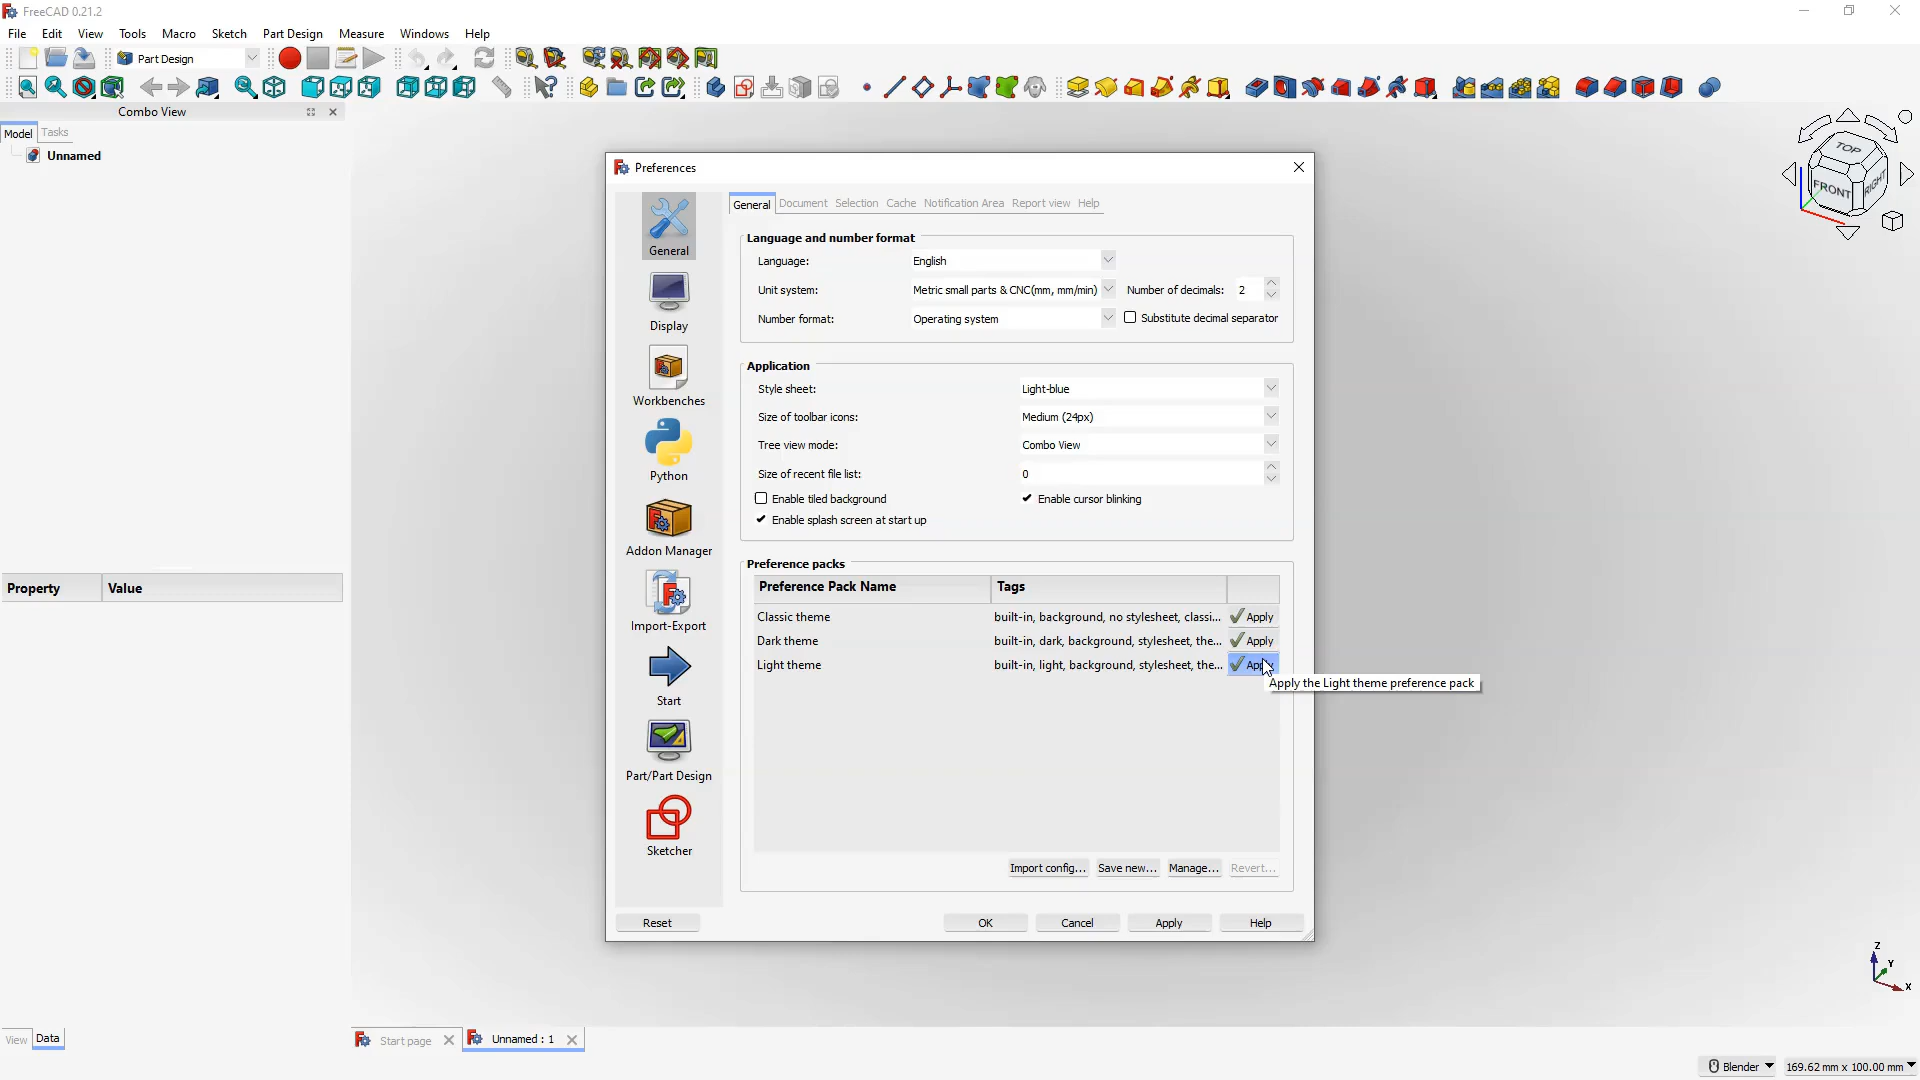 FreeCAD 0.21.2
File Edit View Tools Macro Sketch Part Design Measure Windows Help
Part Design
Combo View
Model Tasks
Unnamed
Property Value
View Data
Start page Unnamed : 1
Blender 169.62 mm x 100.00 mm
TOP
FRONT RIGHT
Z
Y
X
Preferences
General
Display
Workbenches
Python
Addon Manager
Import-Export
Start
Part/Part Design
Sketcher
General Document Selection Cache Notification Area Report view Help
Language and number format
Language: English
Unit system: Metric small parts & CNC(mm, mm/min) Number of decimals: 2
Number format: Operating system Substitute decimal separator
Application
Style sheet: Light-blue
Size of toolbar icons: Medium (24px)
Tree view mode: Combo View
Size of recent file list: 0
Enable tiled background Enable cursor blinking
Enable splash screen at start up
Preference packs
Preference Pack Name Tags
Classic theme built-in, background, no stylesheet, classi... Apply
Dark theme built-in, dark, background, stylesheet, the... Apply
Light theme built-in, light, background, stylesheet, the...
Apply the Light theme preference pack
Import config... Save new... Manage... Revert...
Reset OK Cancel Apply Help